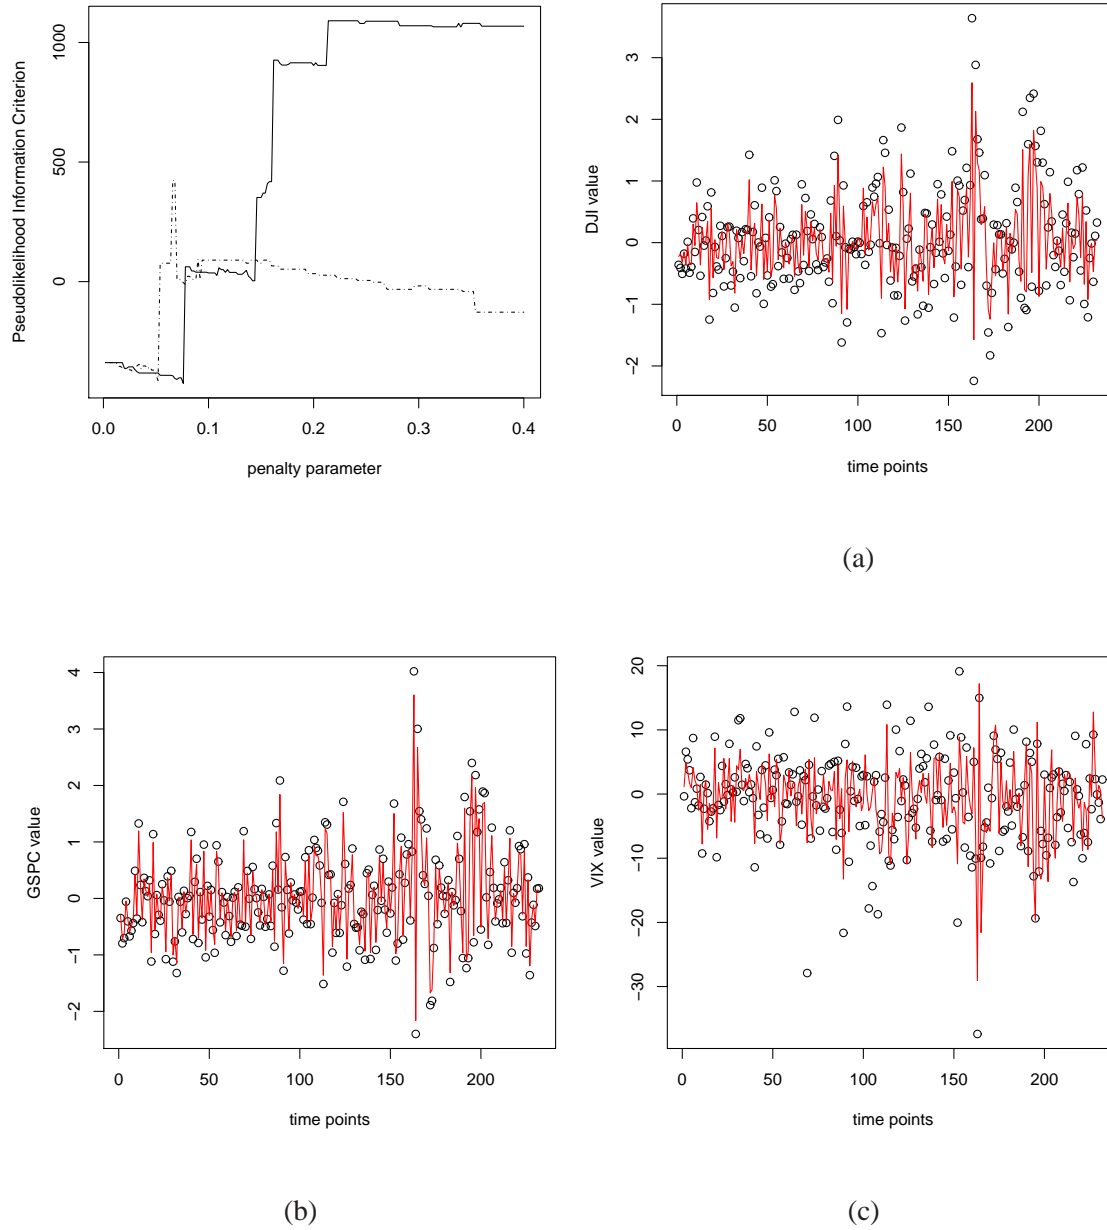 Pseudolikelihood Information Criterion
0 500 1000
0.0 0.1 0.2 0.3 0.4
penalty parameter
DJI value
−2 −1 0 1 2 3
0 50 100 150 200
time points
(a)
GSPC value
−2 −1 0 1 2 3 4
0 50 100 150 200
time points
(b)
VIX value
−30 −20 −10 0 10 20
0 50 100 150 200
time points
(c)